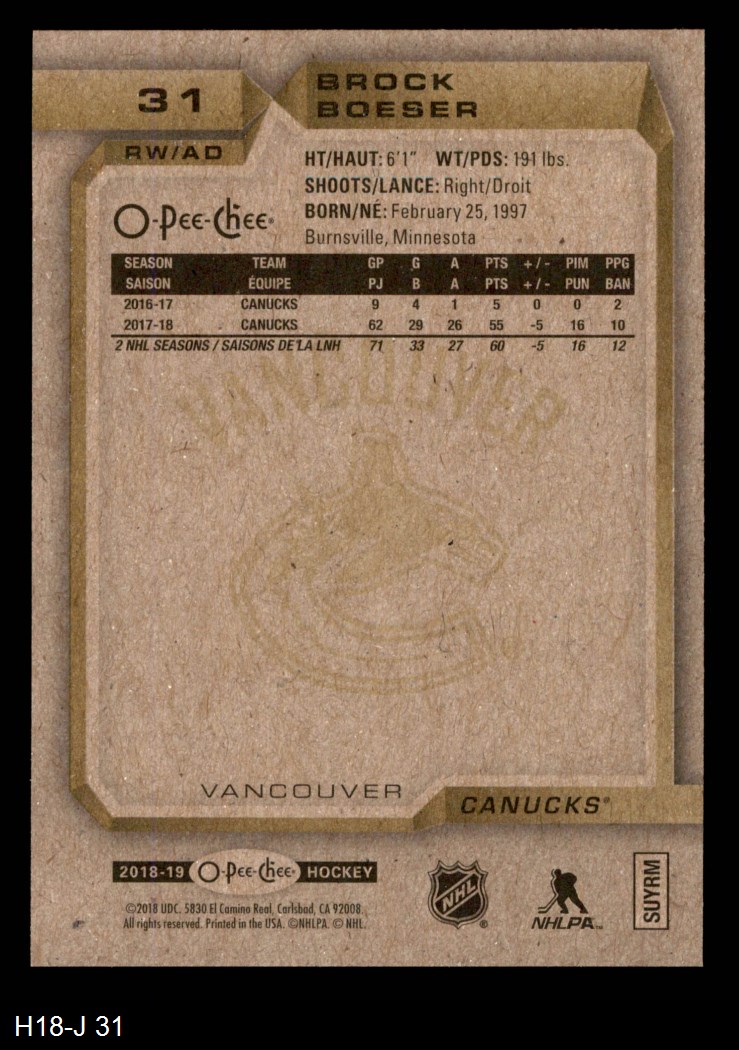 31
BROCK
BOESER
RW/AD
HT/HAUT: 6'1" WT/PDS: 191 lbs.
SHOOTS/LANCE: Right/Droit
BORN/NÉ: February 25, 1997
Burnsville, Minnesota
O-Pee-Chee®
SEASON TEAM GP G A PTS +/- PIM PPG
SAISON ÉQUIPE PJ B A PTS +/- PUN BAN
2016-17 CANUCKS 9 4 1 5 0 0 2
2017-18 CANUCKS 62 29 26 55 -5 16 10
2 NHL SEASONS / SAISONS DE LA LNH 71 33 27 60 -5 16 12
VANCOUVER
VANCOUVER
CANUCKS®
2018-19 O-Pee-Chee HOCKEY
©2018 UDC. 5830 El Camino Real, Carlsbad, CA 92008.
All rights reserved. Printed in the USA. ©NHLPA. © NHL.
NHL®
NHLPA™
SUYRM
H18-J 31